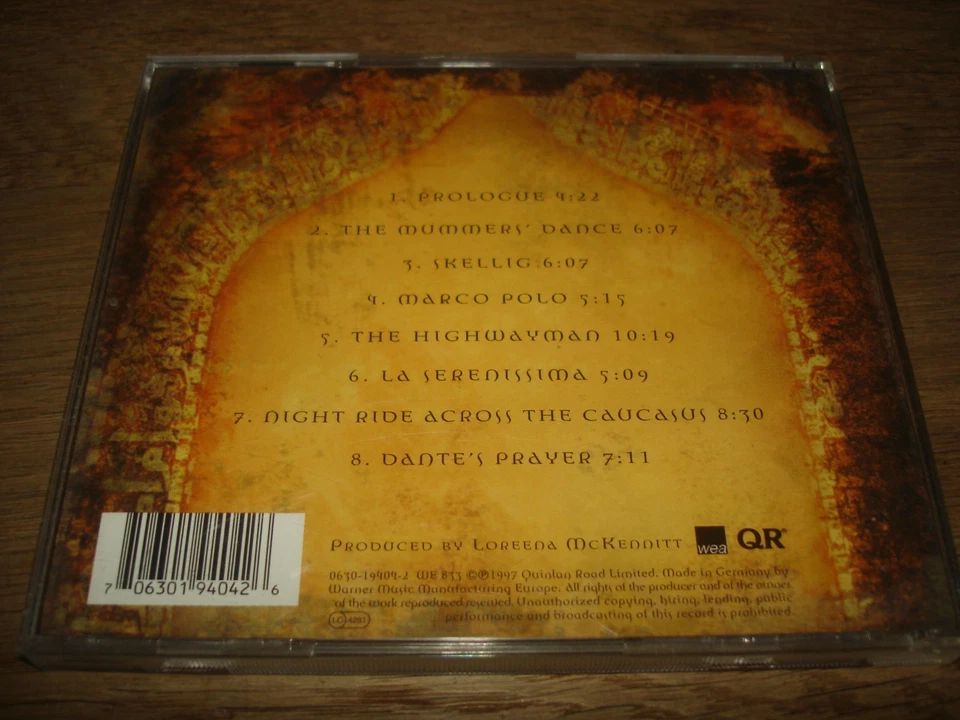 1. PROLOGUE 4:22
2. THE MUMMERS' DANCE 6:07
3. SKELLIG 6:07
4. MARCO POLO 5:15
5. THE HIGHWAYMAN 10:19
6. LA SERENISSIMA 5:09
7. NIGHT RIDE ACROSS THE CAUCASUS 8:30
8. DANTE'S PRAYER 7:11
PRODUCED BY LOREENA MCKENNITT wea QR®
0630-19404-2 WE 833 ©℗1997 Quinlan Road Limited. Made in Germany by
Warner Music Manufacturing Europe. All rights of the producer and of the owner
of the work reproduced reserved. Unauthorized copying, hiring, lending, public
LC 4281 performance and broadcasting of this record is prohibited.
7 06301 94042 6